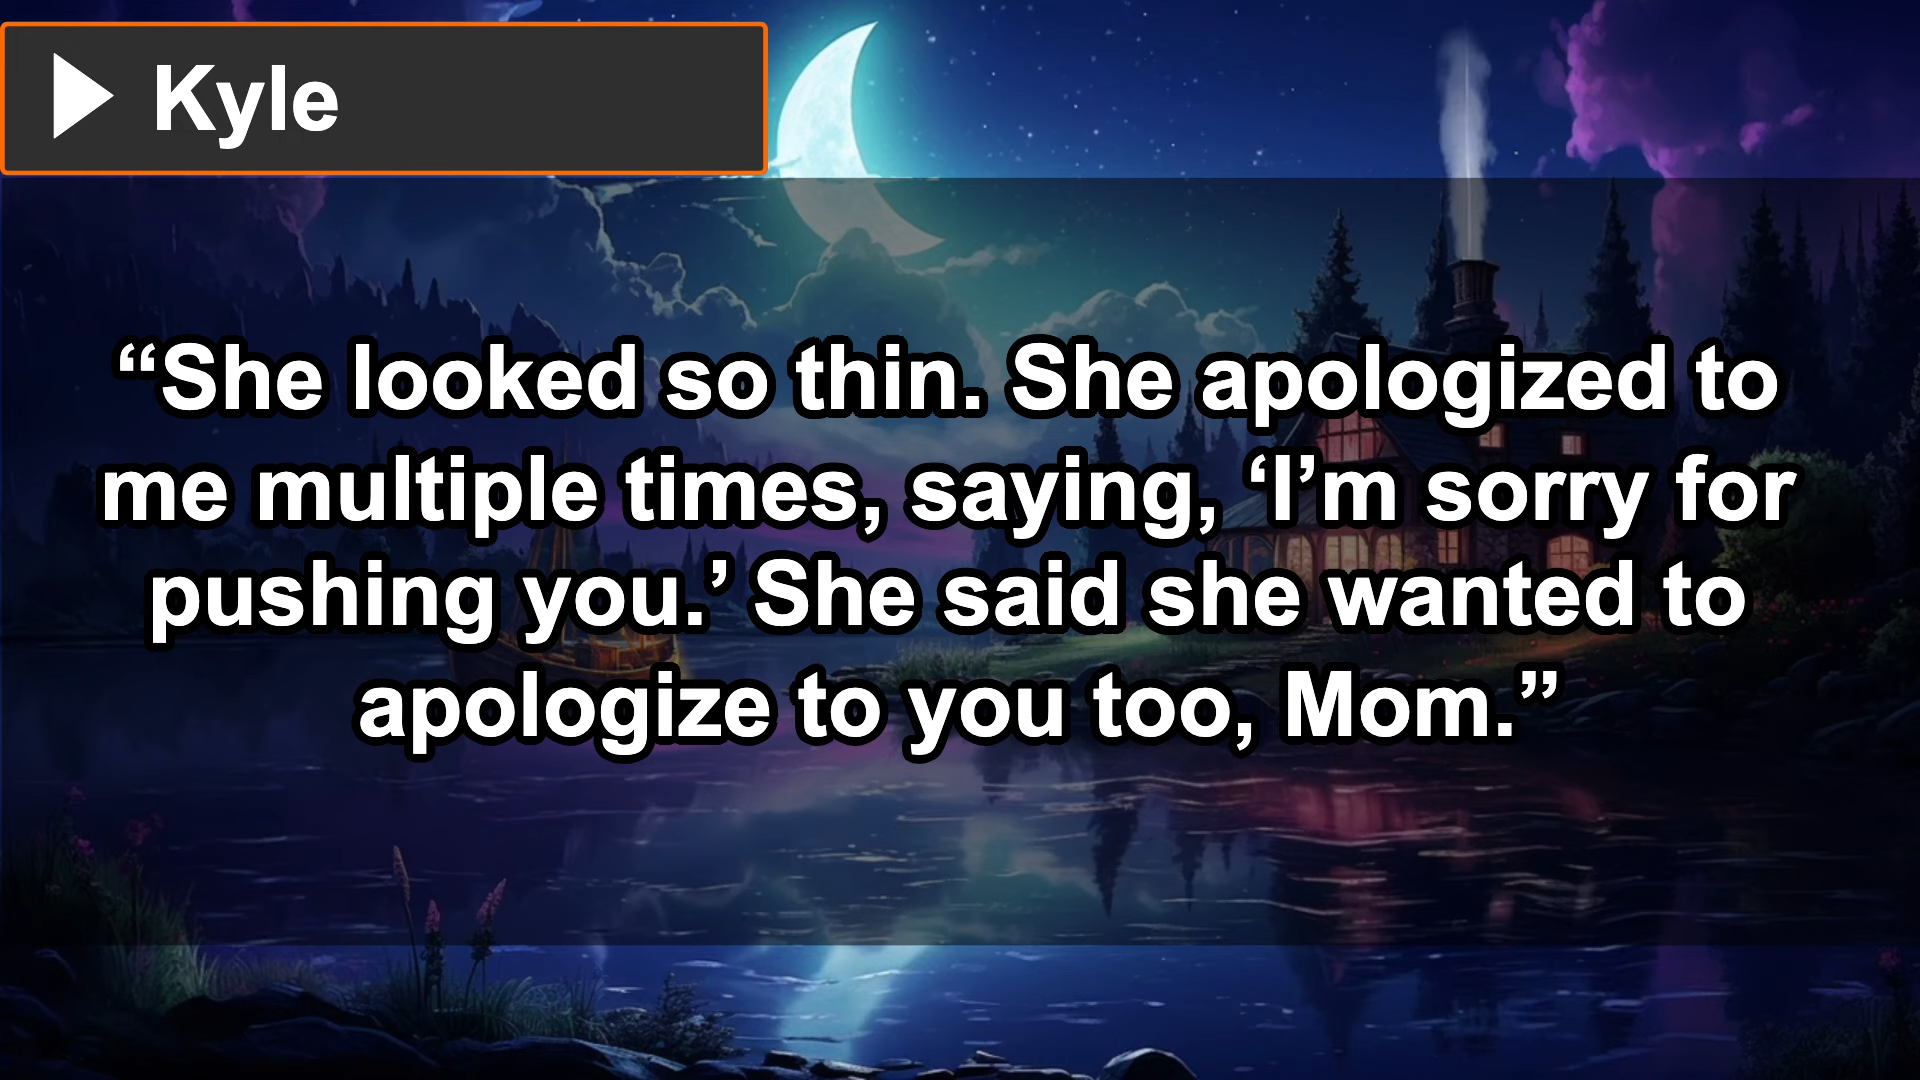 Kyle
“She looked so thin. She apologized to
me multiple times, saying, ‘I’m sorry for
pushing you.’ She said she wanted to
apologize to you too, Mom.”